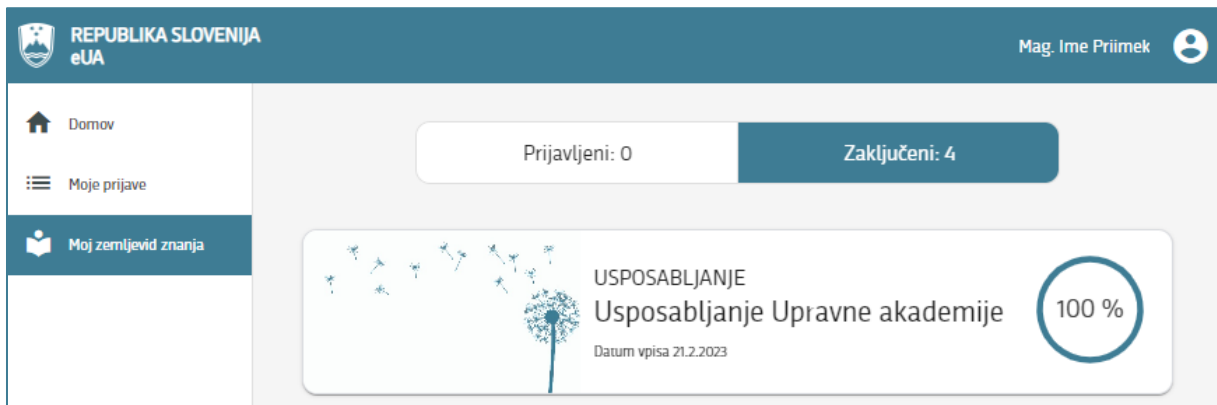 REPUBLIKA SLOVENIJA
eUA
Mag. Ime Priimek
Domov
Moje prijave
Moj zemljevid znanja
Prijavljeni: 0
Zaključeni: 4
USPOSABLJANJE
Usposabljanje Upravne akademije
Datum vpisa 21.2.2023
100 %